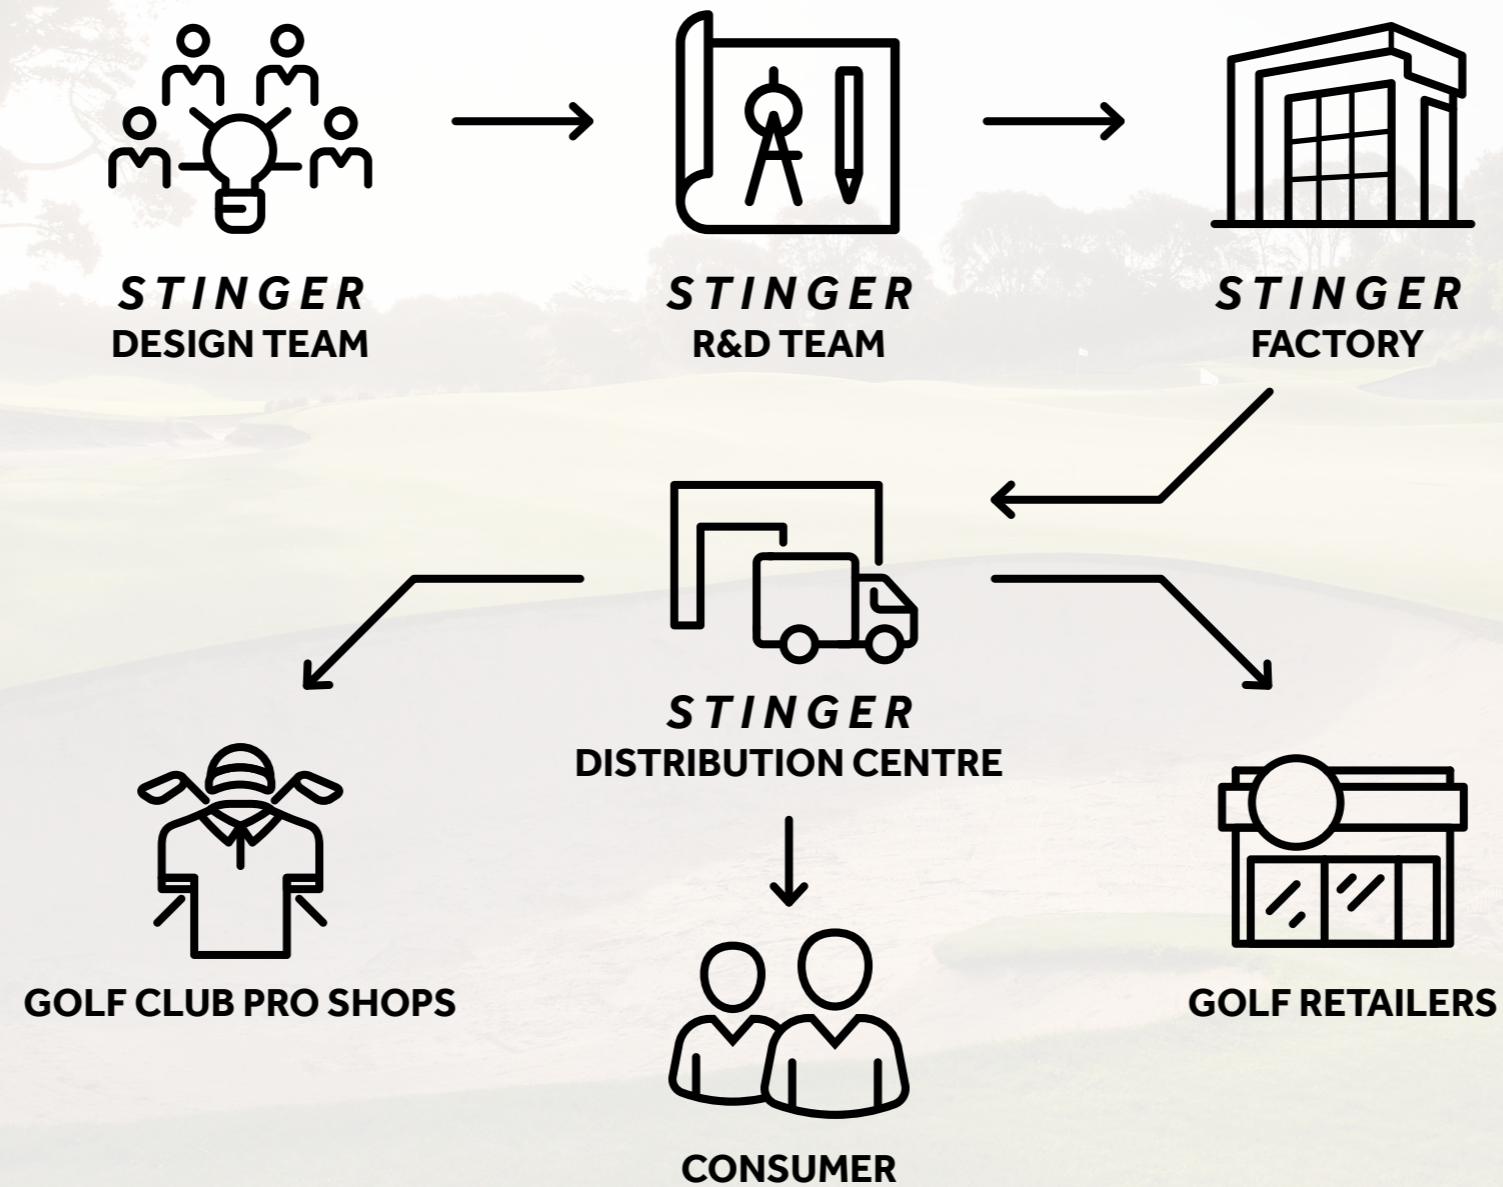 STINGER
DESIGN TEAM
STINGER
R&D TEAM
STINGER
FACTORY
STINGER
DISTRIBUTION CENTRE
GOLF CLUB PRO SHOPS
GOLF RETAILERS
CONSUMER